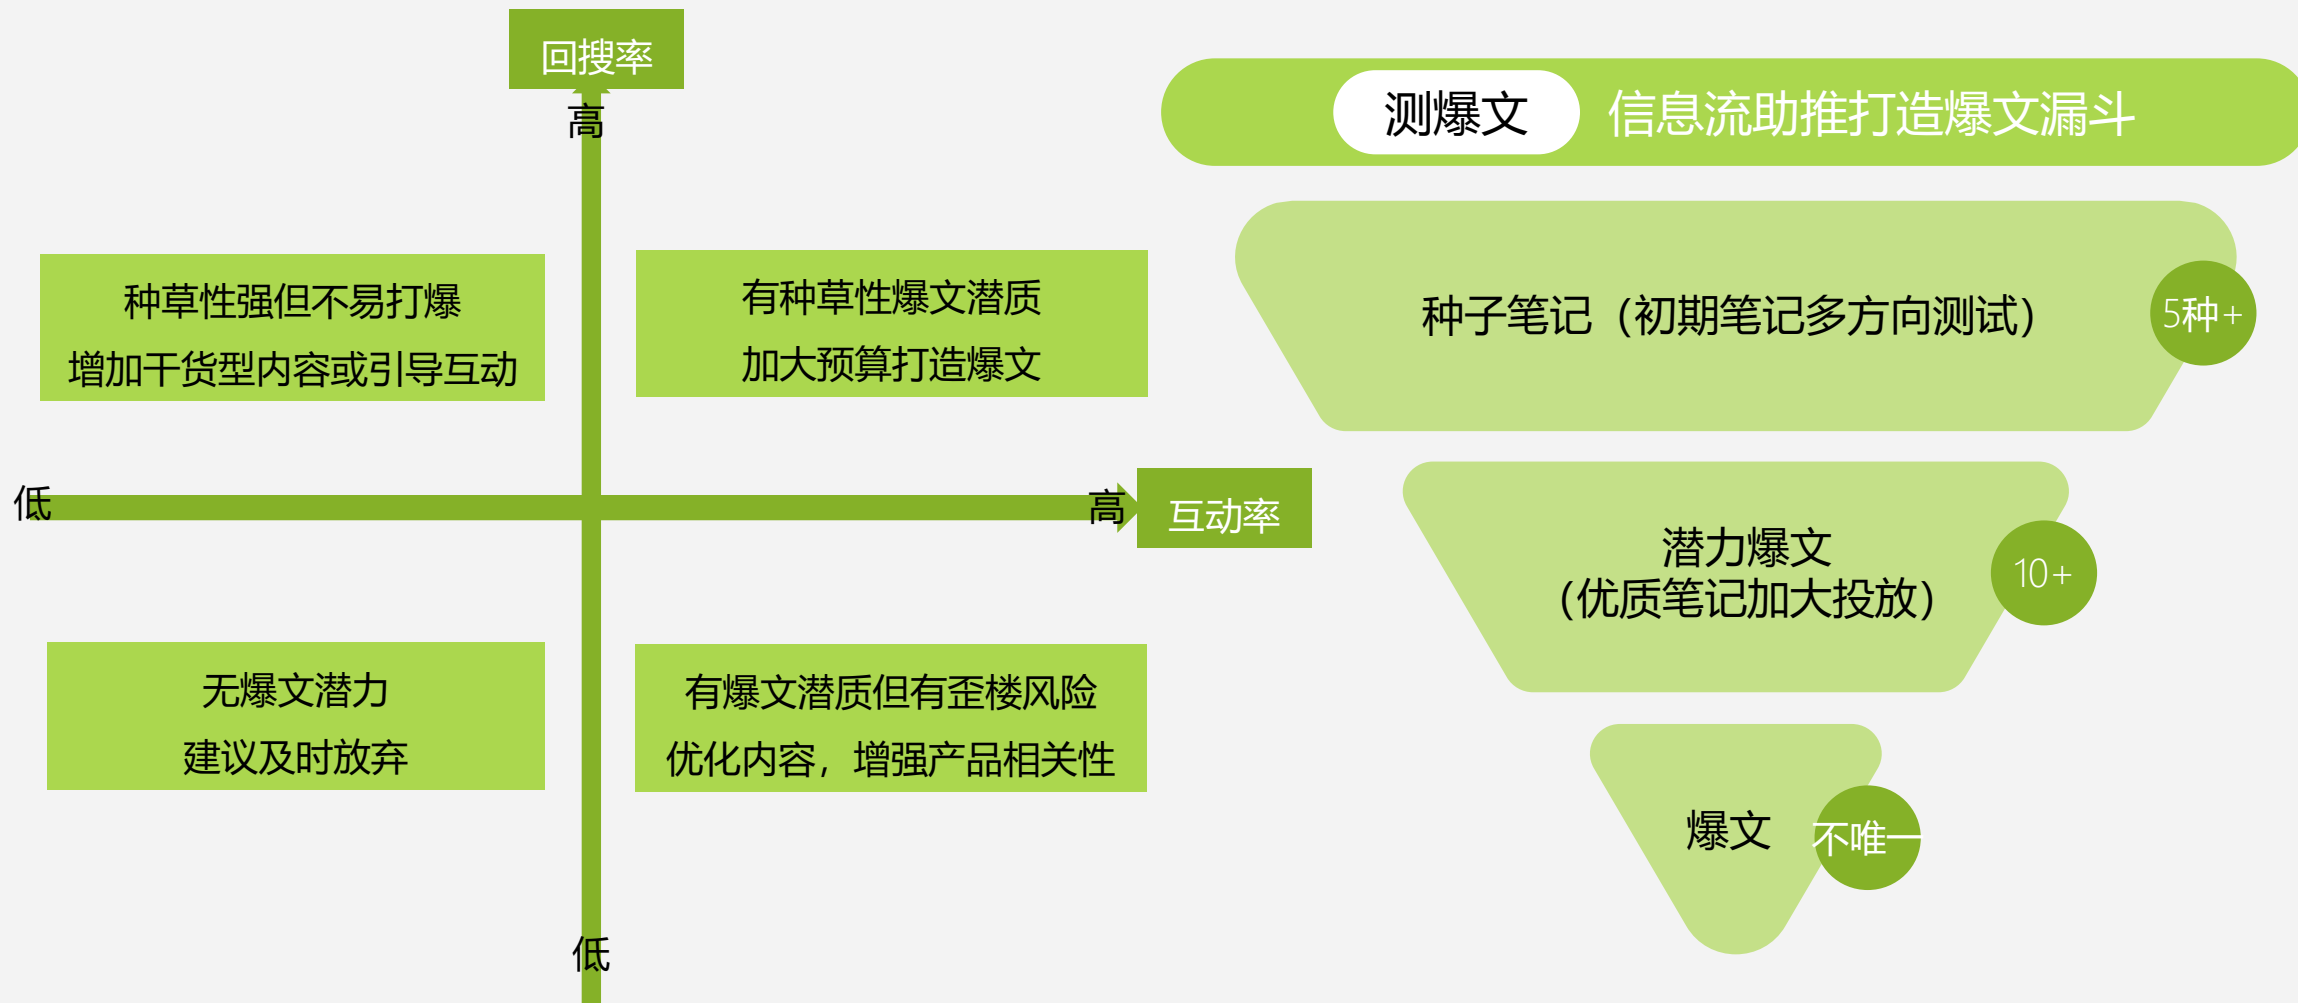 回搜率
高
种草性强但不易打爆
增加干货型内容或引导互动
有种草性爆文潜质
加大预算打造爆文
低
高
互动率
无爆文潜力
建议及时放弃
有爆文潜质但有歪楼风险
优化内容，增强产品相关性
低
测爆文
信息流助推打造爆文漏斗
种子笔记（初期笔记多方向测试）
5种+
潜力爆文
（优质笔记加大投放）
10+
爆文
不唯一